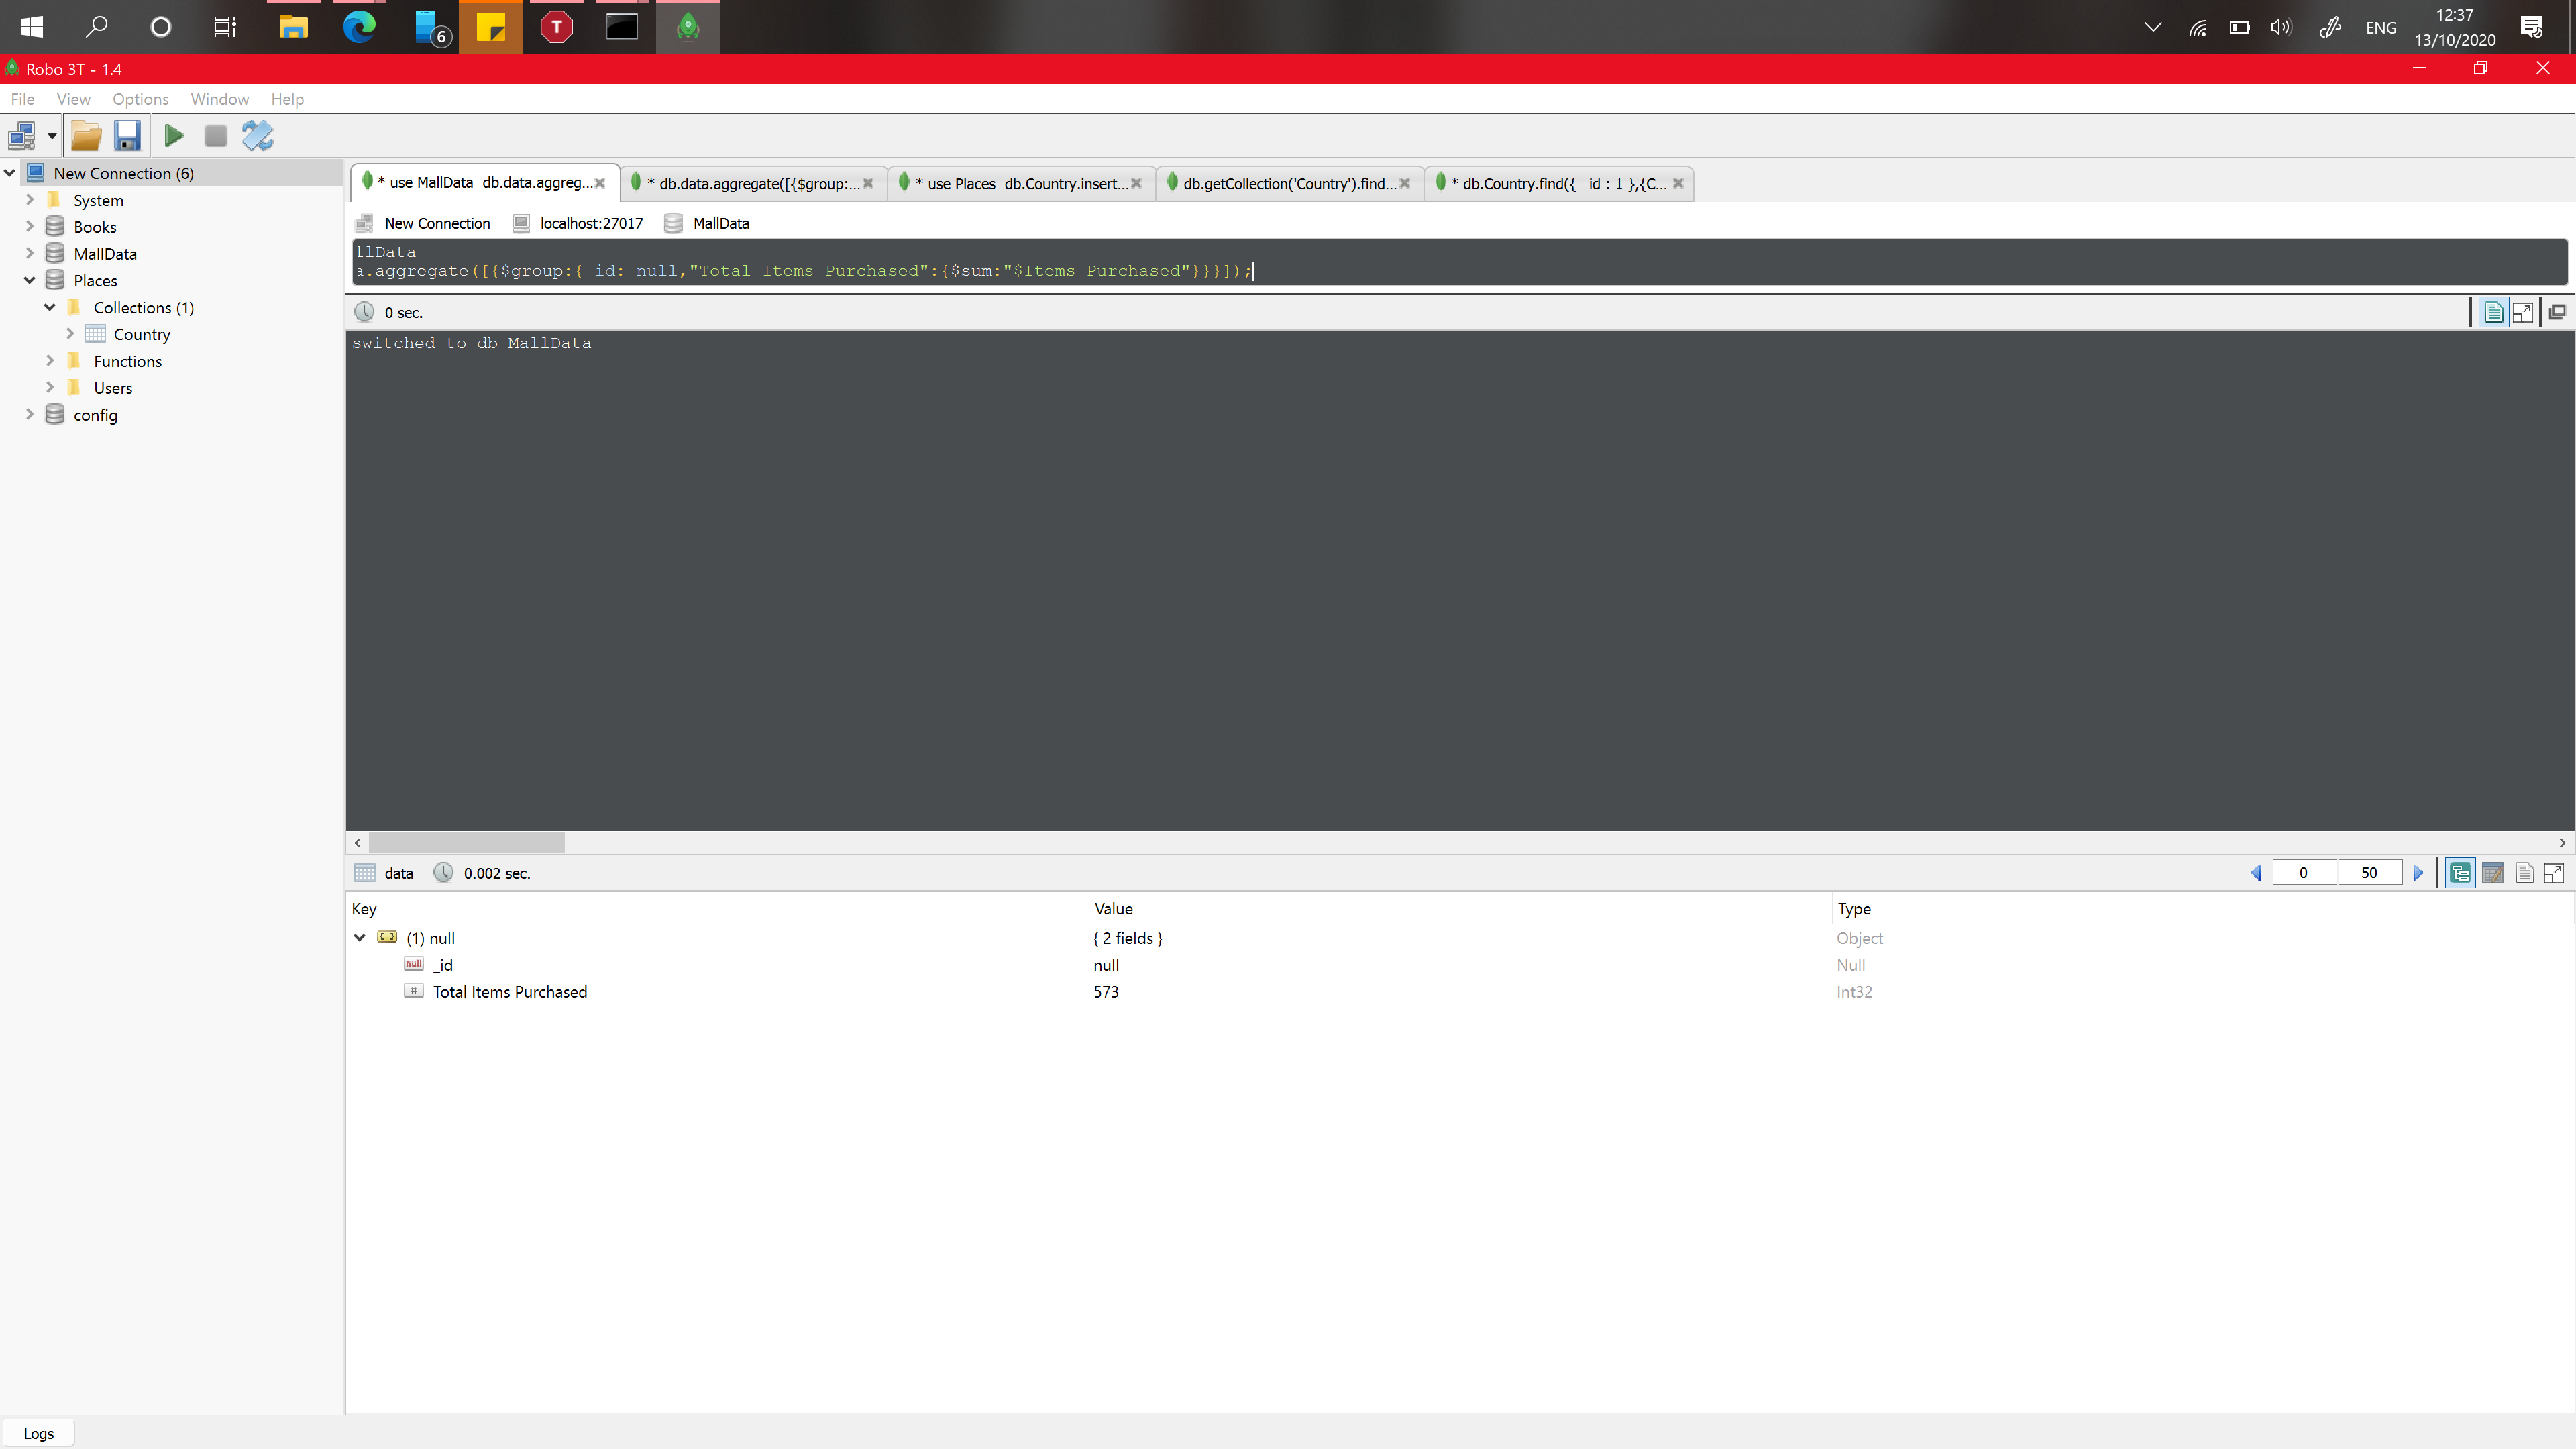 6
T
ENG
12:37
13/10/2020
Robo 3T - 1.4
File View Options Window Help
New Connection (6)
System
Books
MallData
Places
Collections (1)
Country
Functions
Users
config
* use MallData db.data.aggreg...
* db.data.aggregate([{$group:...
* use Places db.Country.insert...
db.getCollection('Country').find...
* db.Country.find({ _id : 1 },{C...
New Connection localhost:27017 MallData
llData
a.aggregate([{$group:{_id: null,"Total Items Purchased":{$sum:"$Items Purchased"}}}]);
0 sec.
switched to db MallData
data 0.002 sec. 0 50
Key Value Type
(1) null { 2 fields } Object
null _id null Null
# Total Items Purchased 573 Int32
Logs